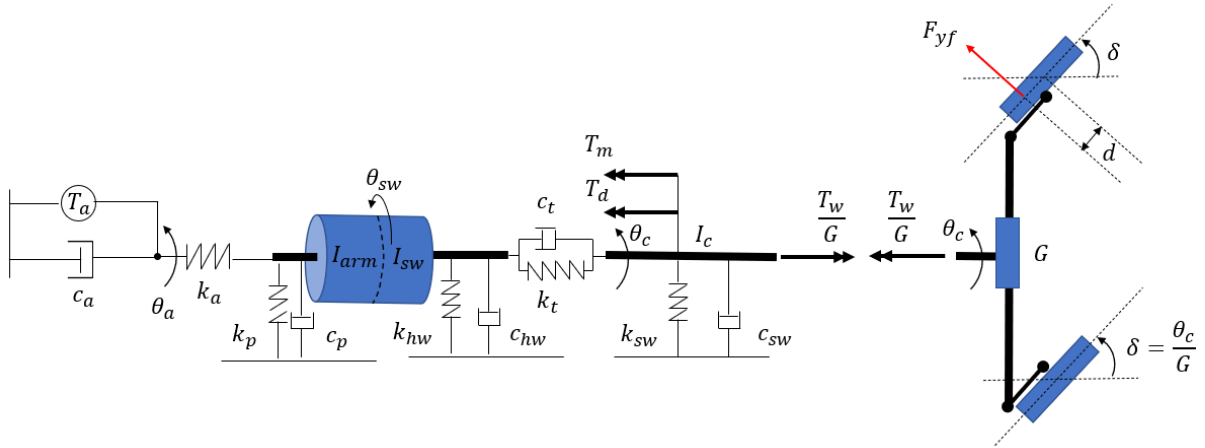 F_yf
δ
T_m
d
θ_sw
T_d
T_a
c_t
T_w/G
T_w/G
θ_c
I_c
θ_c
I_arm
I_sw
G
c_a
θ_a
k_a
k_t
k_p
c_p
k_hw
c_hw
k_sw
c_sw
δ = θ_c/G